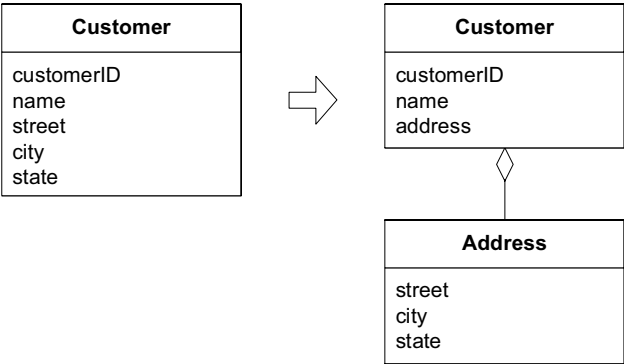 Customer
customerID
name
street
city
state
Customer
customerID
name
address
Address
street
city
state